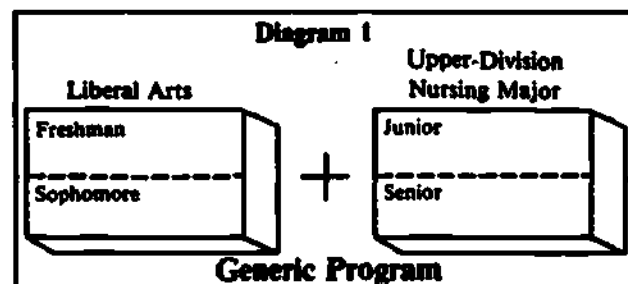 Diagram 1
Liberal Arts
Upper-Division
Nursing Major
Freshman
Sophomore
+
Junior
Senior
Generic Program